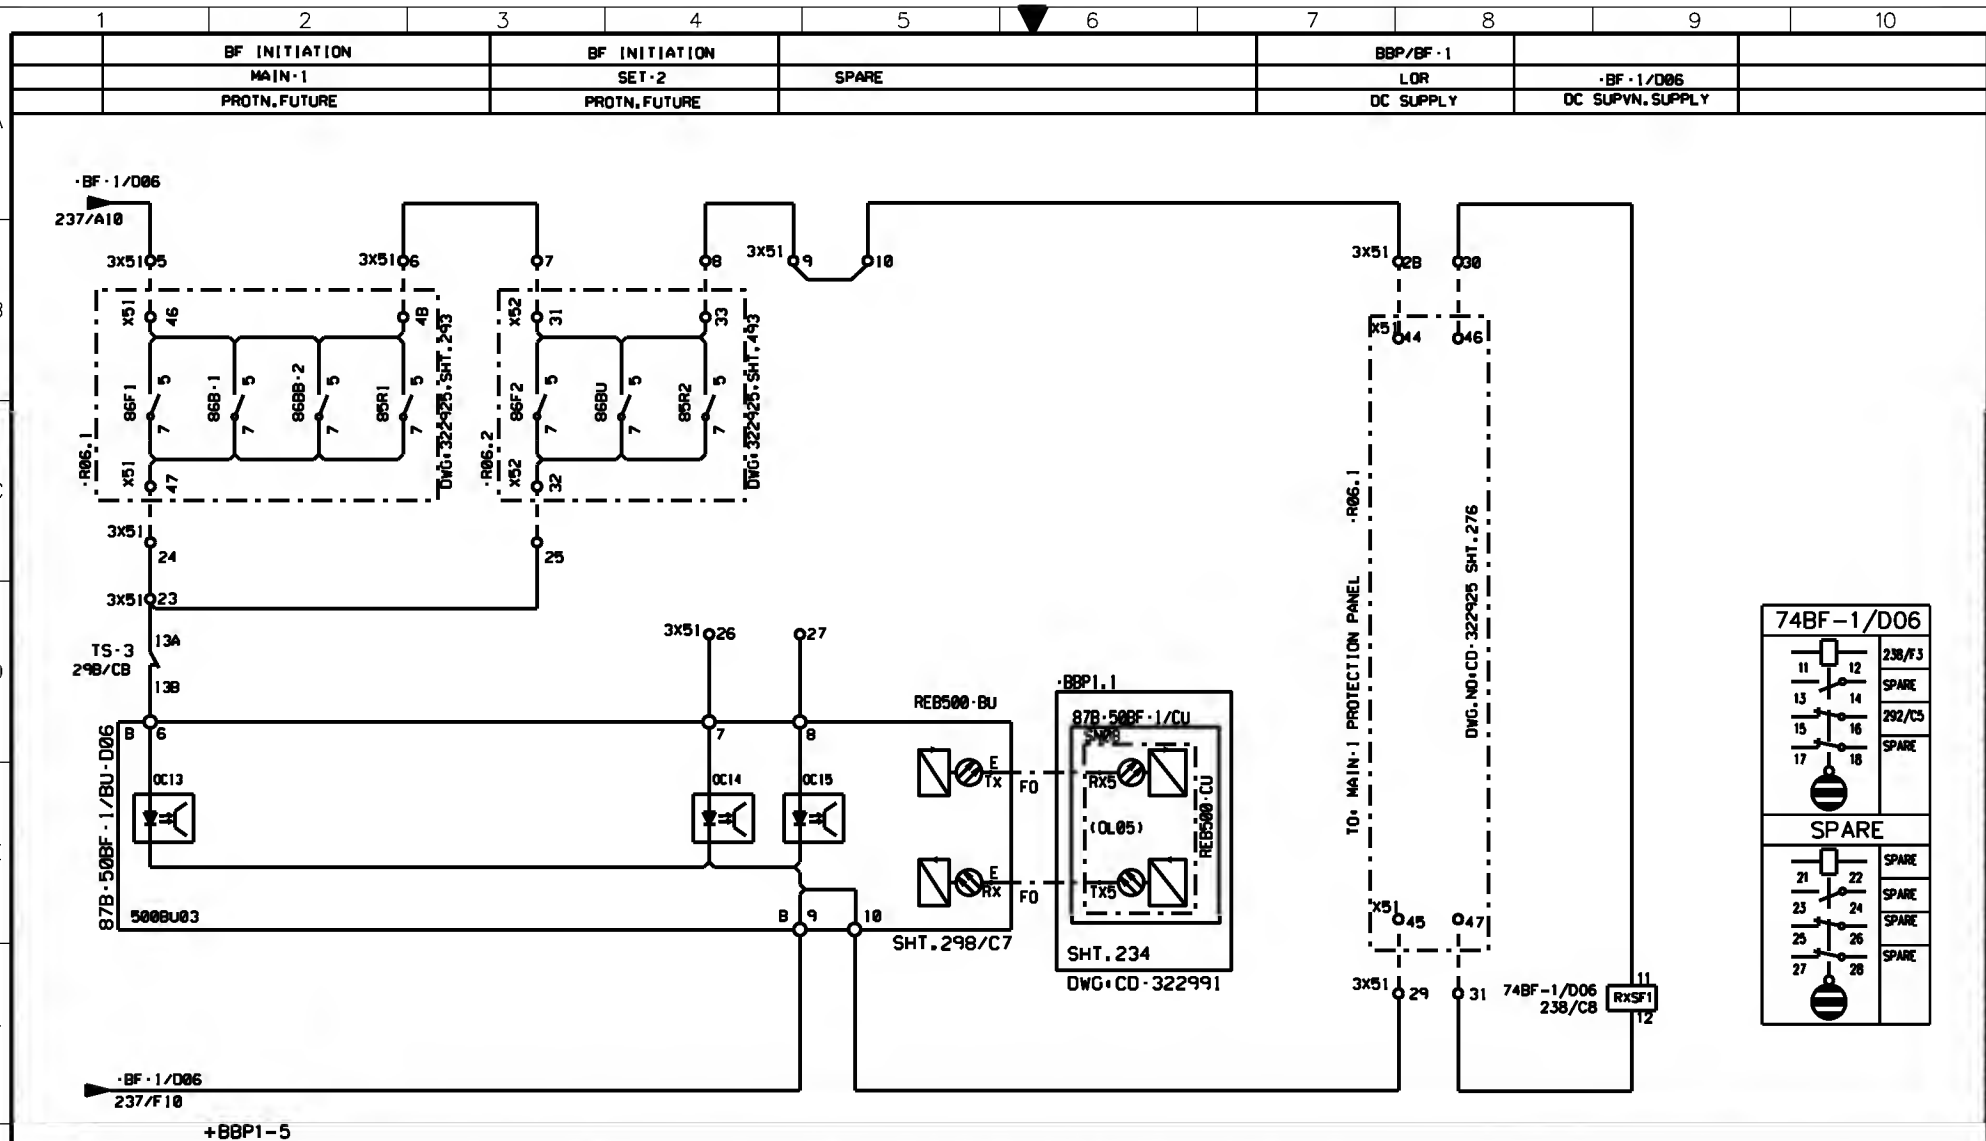 1 2 3 4 5 6 7 8 9 10
BF INITIATION BF INITIATION BBP/BF-1
MAIN-1 SET-2 SPARE LOR -BF-1/D06
PROTN.FUTURE PROTN.FUTURE DC SUPPLY DC SUPVN.SUPPLY
-BF-1/D06
237/A10
3X51 5 3X51 6 7 8 3X51 9 10 3X51 28 30
X51 46 48 X52 31 33 X51 44 46
86F1 5 7
86B-1 5 7
86BB-2 5 7
85R1 5 7
DWG:322925,SHT.293
86F2 5 7
86BU 5 7
85R2 5 7
DWG:322925,SHT.493
-R06.1 X51 47
-R06.2 X52 32
3X51 24 25
3X51 23
TS-3 13A
29B/CB
13B
3X51 26 27
TO: MAIN-1 PROTECTION PANEL -R06.1
DWG.NO:CD-322925 SHT.276
87B-50BF-1/BU-D06
B 6 7 8
OC13 OC14 OC15
500BU03
B 9 10
REB500-BU
E
TX FO
E
RX FO
SHT.298/C7
-BBP1.1
87B-50BF-1/CU
RX5
(OL05)
TX5
REB500-CU
SHT.234
DWG:CD-322991
X51 45 47
3X51 29 31
74BF-1/D06
238/C8
11
RXSF1
12
74BF-1/D06
11 12 238/F3
13 14 SPARE
15 16 292/C5
17 18 SPARE
SPARE
21 22 SPARE
23 24 SPARE
25 26 SPARE
27 28 SPARE
-BF-1/D06
237/F10
+BBP1-5